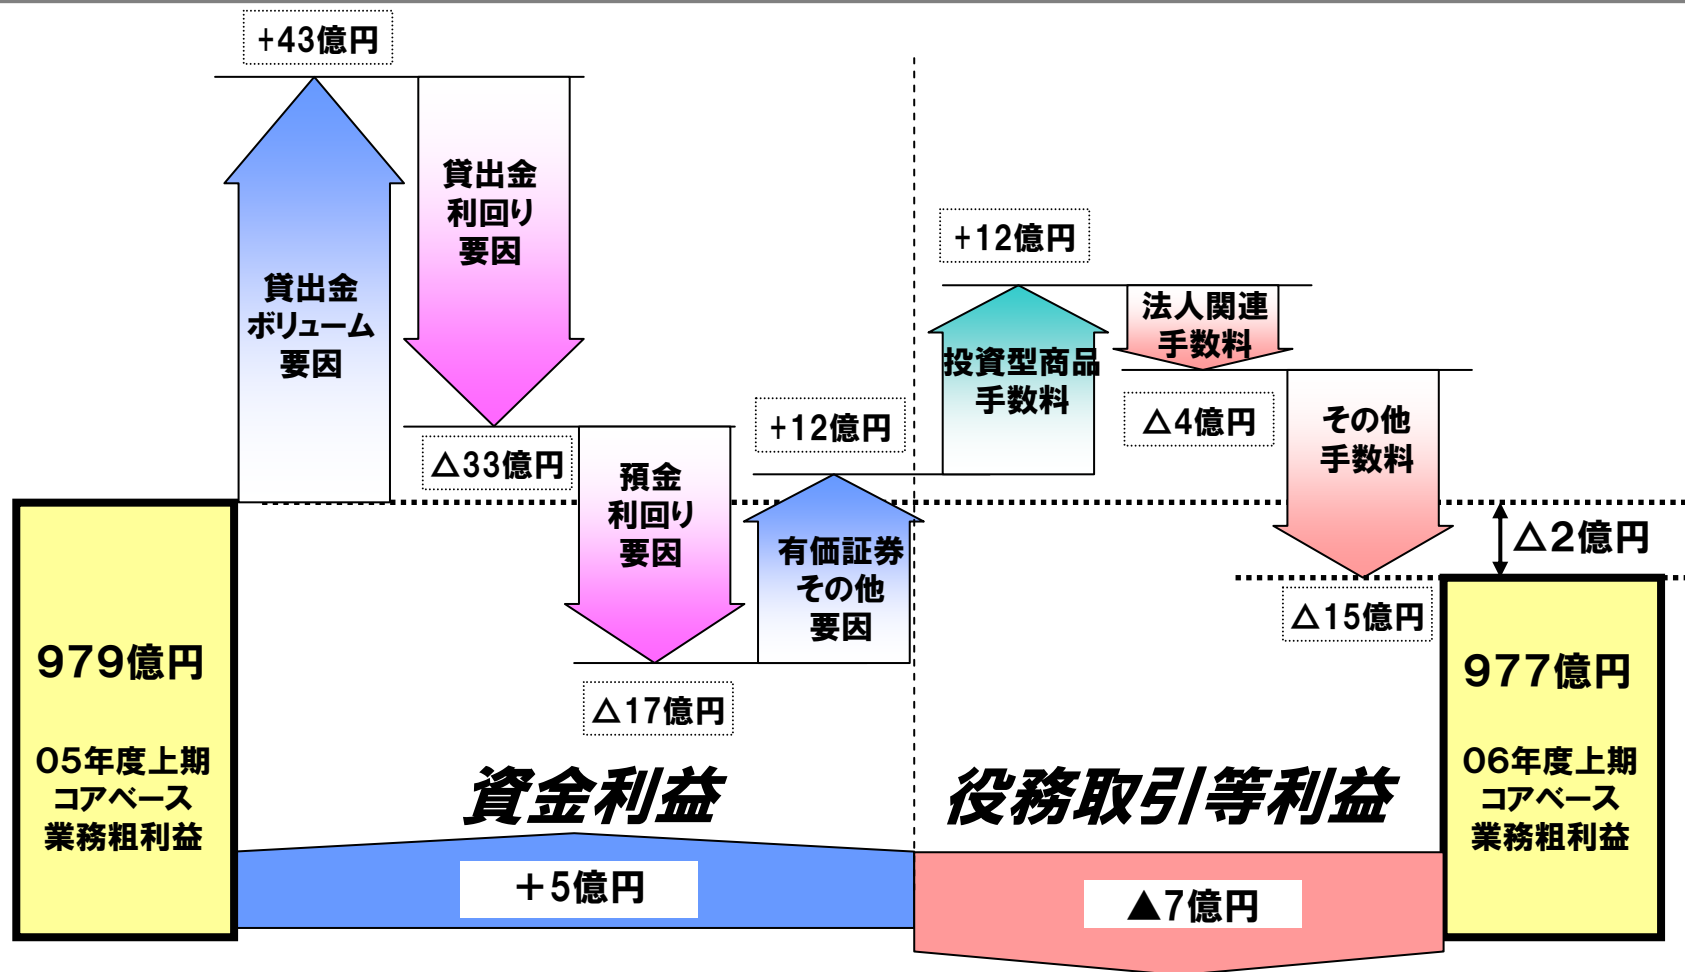 +43億円
貸出金
ボリューム
要因
貸出金
利回り
要因
△33億円
預金
利回り
要因
△17億円
+12億円
有価証券
その他
要因
+12億円
投資型商品
手数料
法人関連
手数料
△4億円
その他
手数料
△15億円
△2億円
979億円
05年度上期
コアベース
業務粗利益
977億円
06年度上期
コアベース
業務粗利益
資金利益
役務取引等利益
+5億円
▲7億円